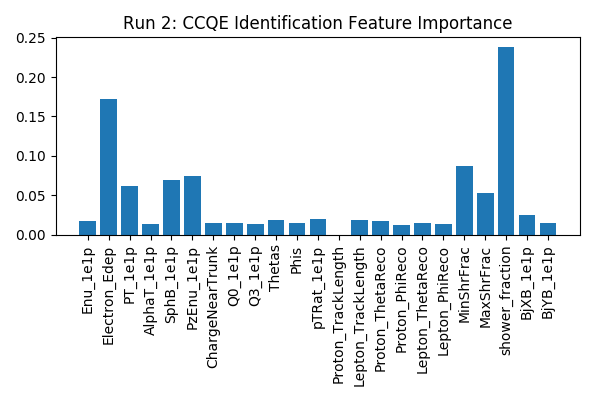 Run 2: CCQE Identification Feature Importance
0.25
0.20
0.15
0.10
0.05
0.00
Enu_1e1p
Electron_Edep
PT_1e1p
AlphaT_1e1p
SphB_1e1p
PzEnu_1e1p
ChargeNearTrunk
Q0_1e1p
Q3_1e1p
Thetas
Phis
pTRat_1e1p
Proton_TrackLength
Lepton_TrackLength
Proton_ThetaReco
Proton_PhiReco
Lepton_ThetaReco
Lepton_PhiReco
MinShrFrac
MaxShrFrac
shower_fraction
BjXB_1e1p
BjYB_1e1p